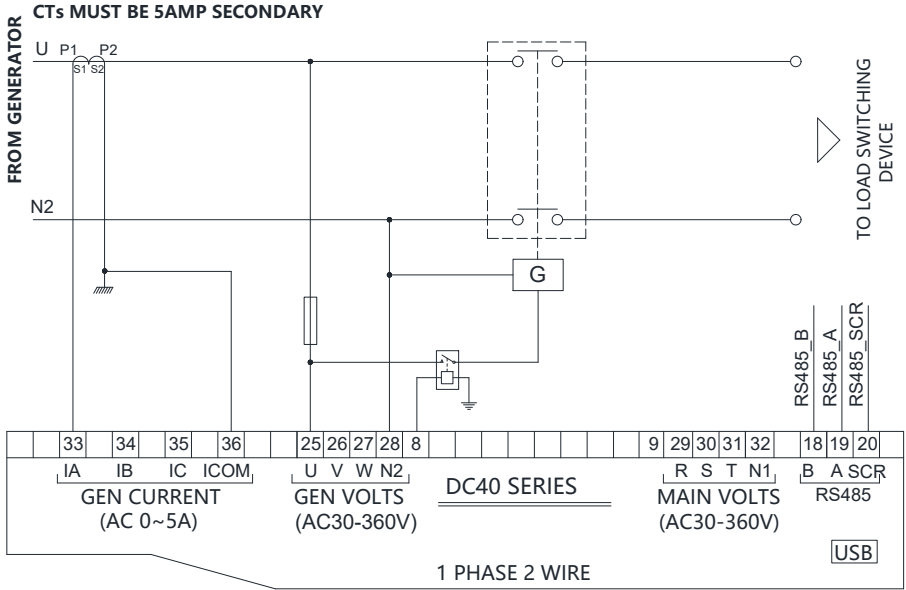 CTs MUST BE 5AMP SECONDARY
FROM GENERATOR
U P1 P2
S1 S2
N2
TO LOAD SWITCHING
DEVICE
G
RS485_B
RS485_A
RS485_SCR
33 34 35 36 25 26 27 28 8 9 29 30 31 32 18 19 20
IA IB IC ICOM U V W N2 R S T N1 B A SCR
GEN CURRENT
(AC 0~5A)
GEN VOLTS
(AC30-360V)
DC40 SERIES
MAIN VOLTS
(AC30-360V)
RS485
USB
1 PHASE 2 WIRE